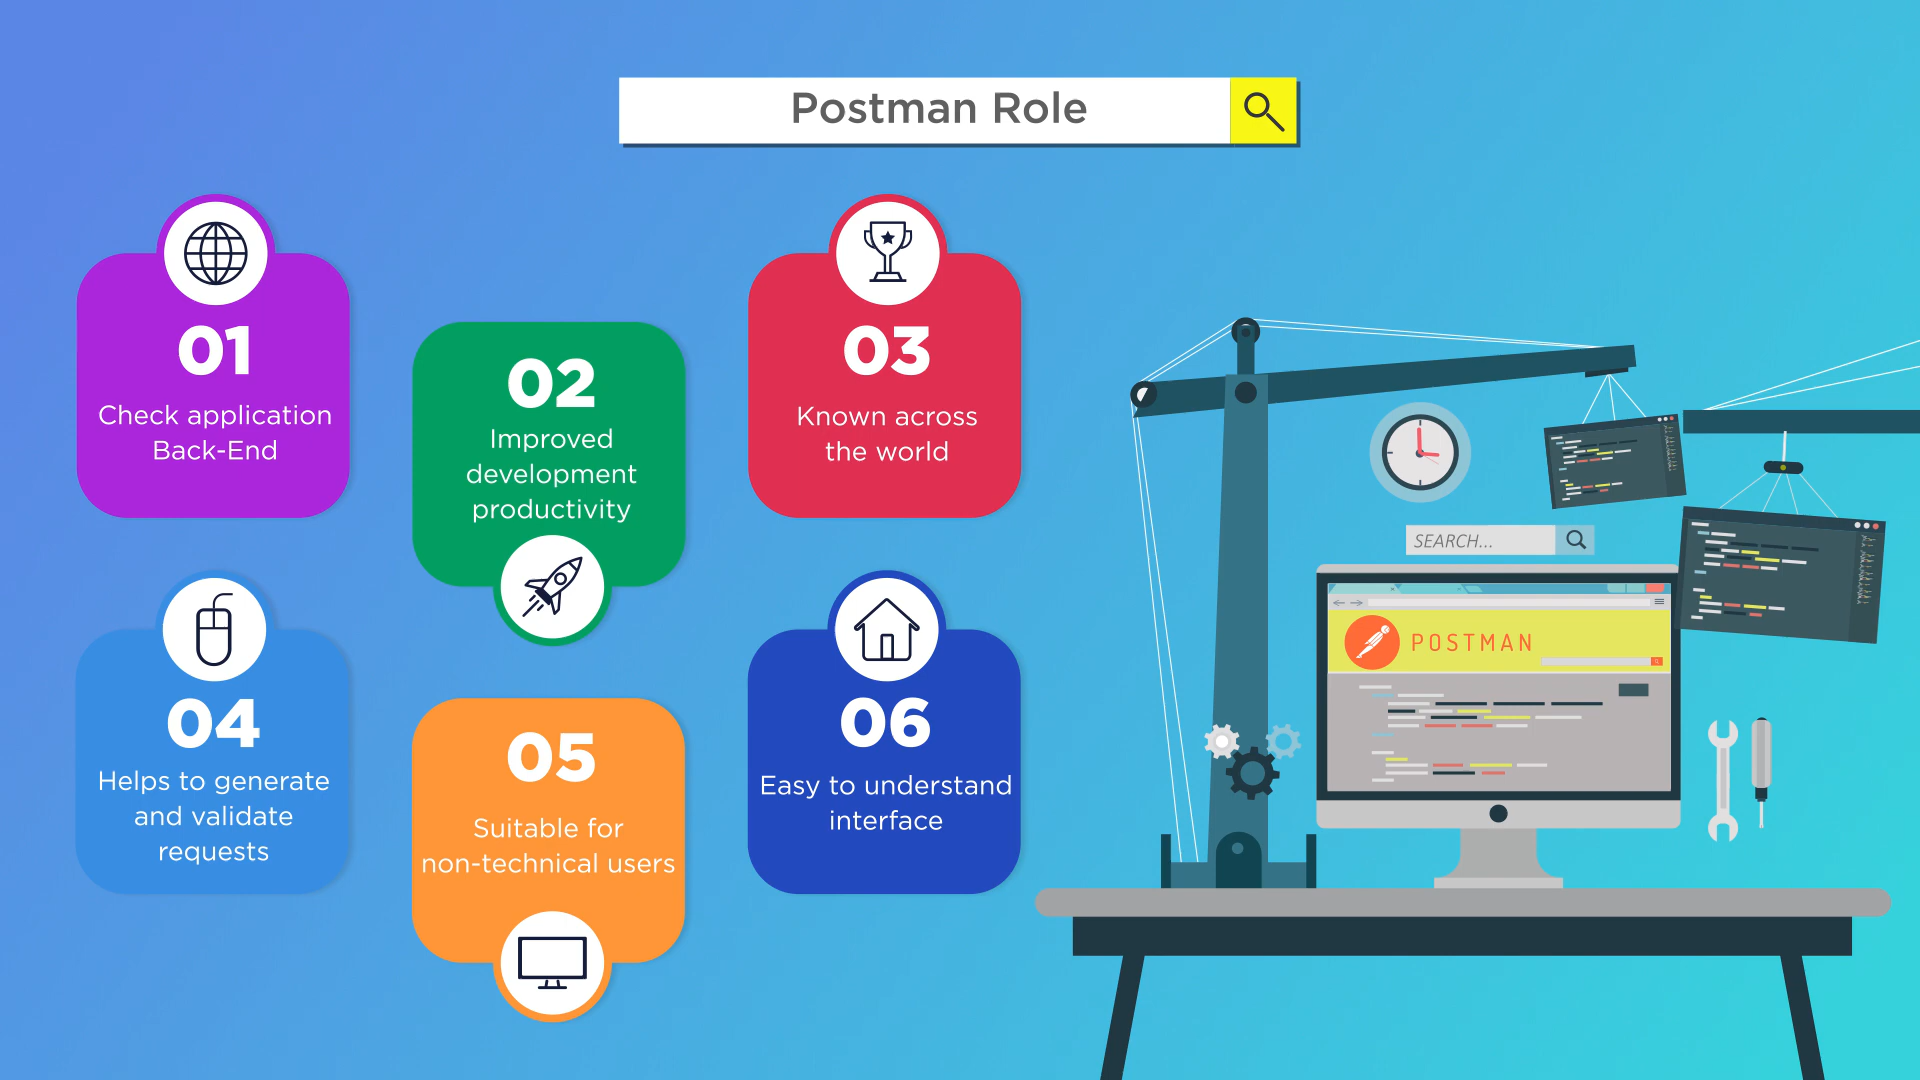 Postman Role
01
Check application
Back-End
02
Improved
development
productivity
03
Known across
the world
04
Helps to generate
and validate
requests
05
Suitable for
non-technical users
06
Easy to understand
interface
SEARCH...
POSTMAN